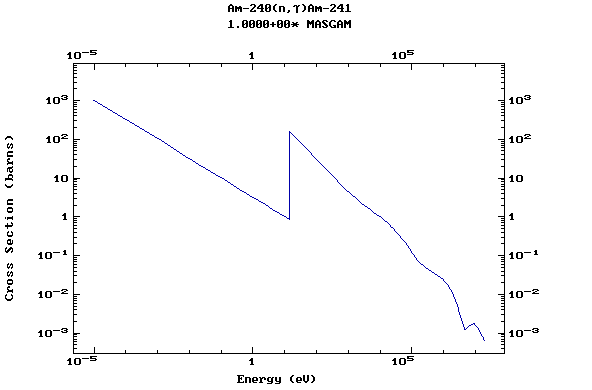 Am-240(n,γ)Am-241
1.0000+00* MASGAM
10⁻⁵ 1 10⁵
10³ 10³
10² 10²
10 10
1 1
10⁻¹ 10⁻¹
10⁻² 10⁻²
10⁻³ 10⁻³
Cross Section (barns)
10⁻⁵ 1 10⁵
Energy (eV)